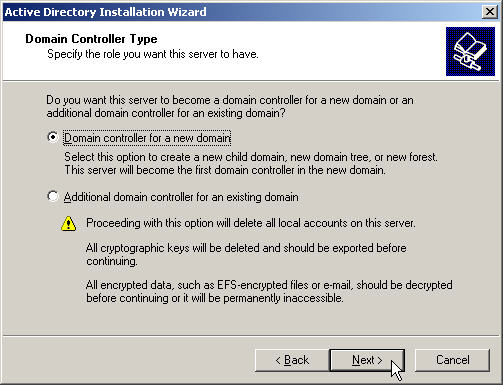 Active Directory Installation Wizard
Domain Controller Type
Specify the role you want this server to have.
Do you want this server to become a domain controller for a new domain or an
additional domain controller for an existing domain?
Domain controller for a new domain
Select this option to create a new child domain, new domain tree, or new forest.
This server will become the first domain controller in the new domain.
Additional domain controller for an existing domain
Proceeding with this option will delete all local accounts on this server.
All cryptographic keys will be deleted and should be exported before
continuing.
All encrypted data, such as EFS-encrypted files or e-mail, should be decrypted
before continuing or it will be permanently inaccessible.
< Back
Next >
Cancel